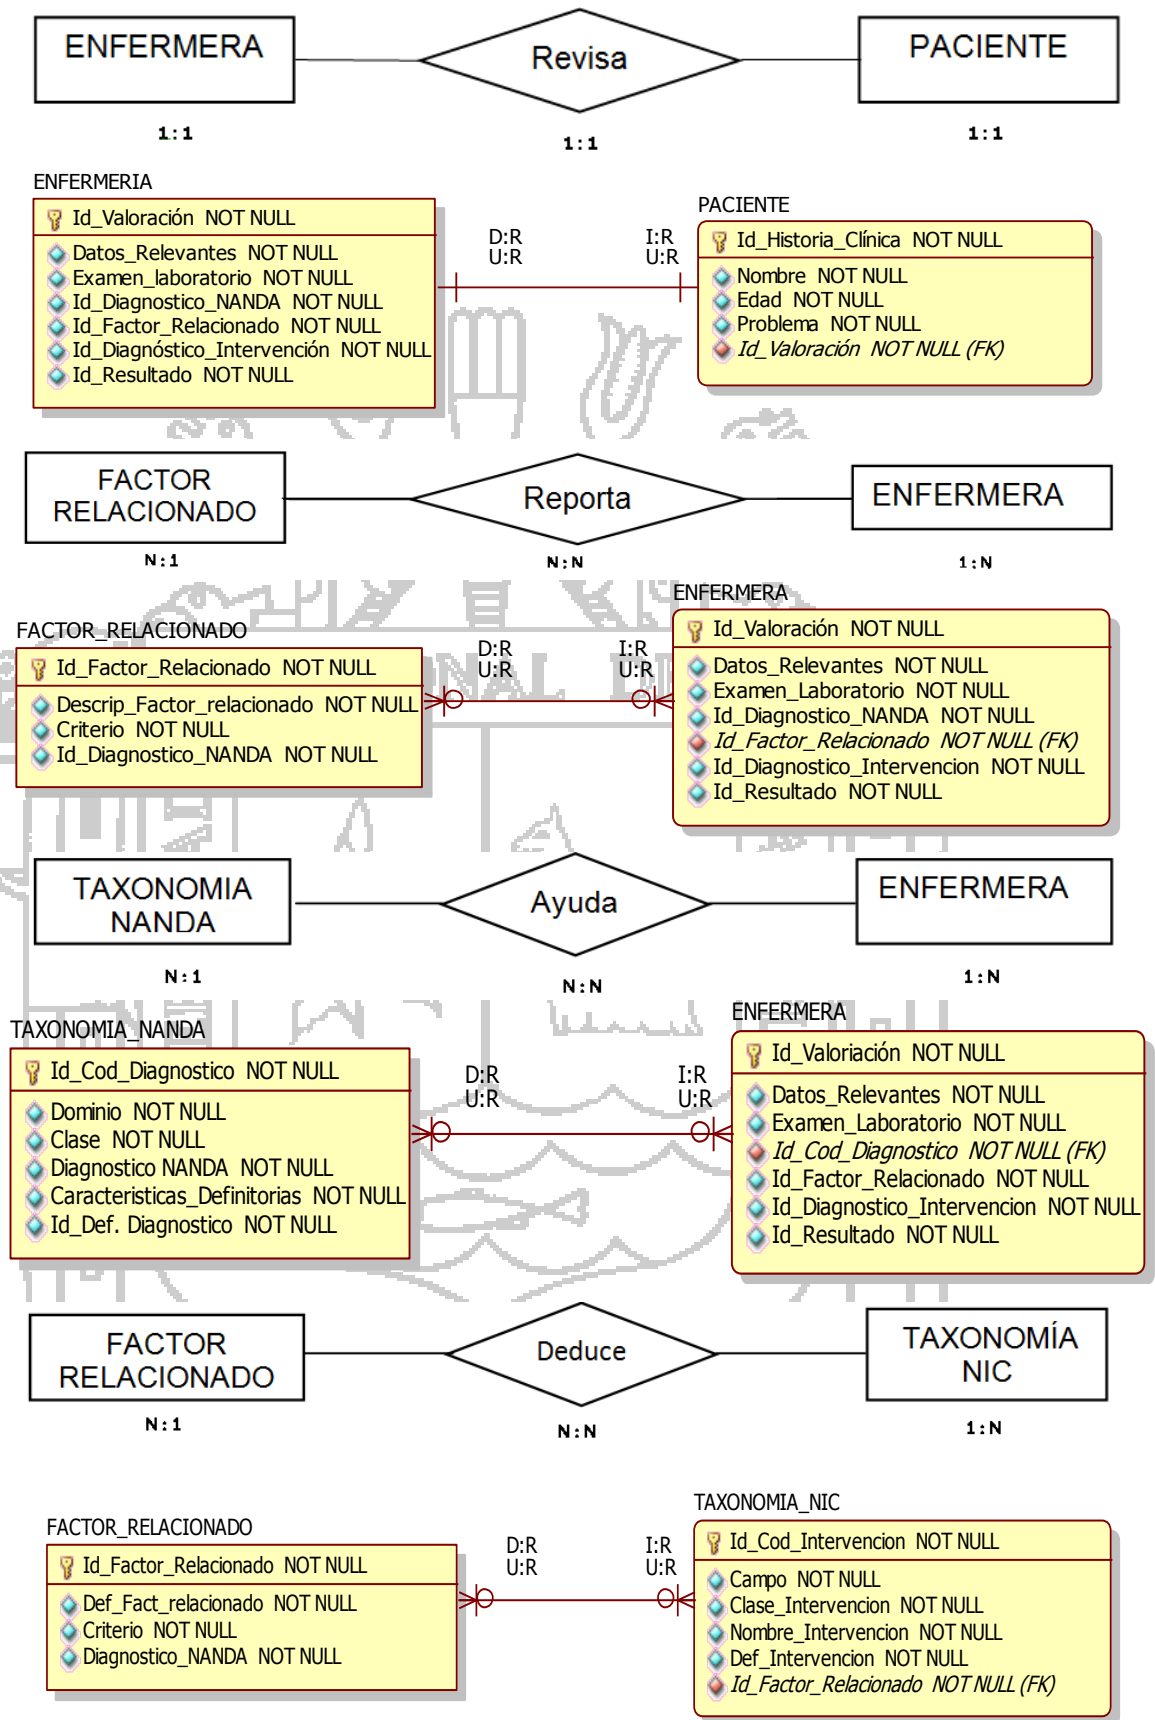 ENFERMERA
Revisa
PACIENTE
1:1
1:1
1:1
ENFERMERIA
Id_Valoración NOT NULL
Datos_Relevantes NOT NULL
Examen_laboratorio NOT NULL
Id_Diagnostico_NANDA NOT NULL
Id_Factor_Relacionado NOT NULL
Id_Diagnóstico_Intervención NOT NULL
Id_Resultado NOT NULL
D:R
U:R
I:R
U:R
PACIENTE
Id_Historia_Clínica NOT NULL
Nombre NOT NULL
Edad NOT NULL
Problema NOT NULL
Id_Valoración NOT NULL (FK)
FACTOR
RELACIONADO
Reporta
ENFERMERA
N:1
N:N
1:N
FACTOR_RELACIONADO
Id_Factor_Relacionado NOT NULL
Descrip_Factor_relacionado NOT NULL
Criterio NOT NULL
Id_Diagnostico_NANDA NOT NULL
D:R
U:R
I:R
U:R
ENFERMERA
Id_Valoración NOT NULL
Datos_Relevantes NOT NULL
Examen_Laboratorio NOT NULL
Id_Diagnostico_NANDA NOT NULL
Id_Factor_Relacionado NOT NULL (FK)
Id_Diagnostico_Intervencion NOT NULL
Id_Resultado NOT NULL
TAXONOMIA
NANDA
Ayuda
ENFERMERA
N:1
N:N
1:N
TAXONOMIA_NANDA
Id_Cod_Diagnostico NOT NULL
Dominio NOT NULL
Clase NOT NULL
Diagnostico NANDA NOT NULL
Caracteristicas_Definitorias NOT NULL
Id_Def. Diagnostico NOT NULL
D:R
U:R
I:R
U:R
ENFERMERA
Id_Valoriación NOT NULL
Datos_Relevantes NOT NULL
Examen_Laboratorio NOT NULL
Id_Cod_Diagnostico NOT NULL (FK)
Id_Factor_Relacionado NOT NULL
Id_Diagnostico_Intervencion NOT NULL
Id_Resultado NOT NULL
FACTOR
RELACIONADO
Deduce
TAXONOMÍA
NIC
N:1
N:N
1:N
FACTOR_RELACIONADO
Id_Factor_Relacionado NOT NULL
Def_Fact_relacionado NOT NULL
Criterio NOT NULL
Diagnostico_NANDA NOT NULL
D:R
U:R
I:R
U:R
TAXONOMIA_NIC
Id_Cod_Intervencion NOT NULL
Campo NOT NULL
Clase_Intervencion NOT NULL
Nombre_Intervencion NOT NULL
Def_Intervencion NOT NULL
Id_Factor_Relacionado NOT NULL (FK)